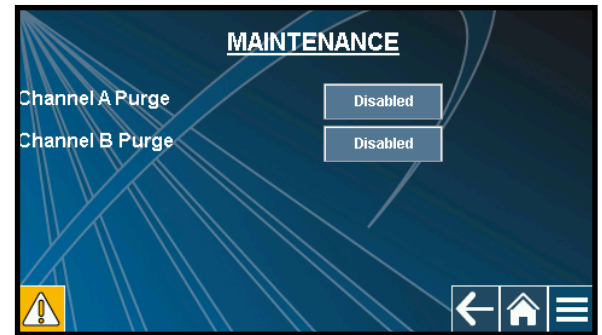 MAINTENANCE
Channel A Purge Disabled
Channel B Purge Disabled